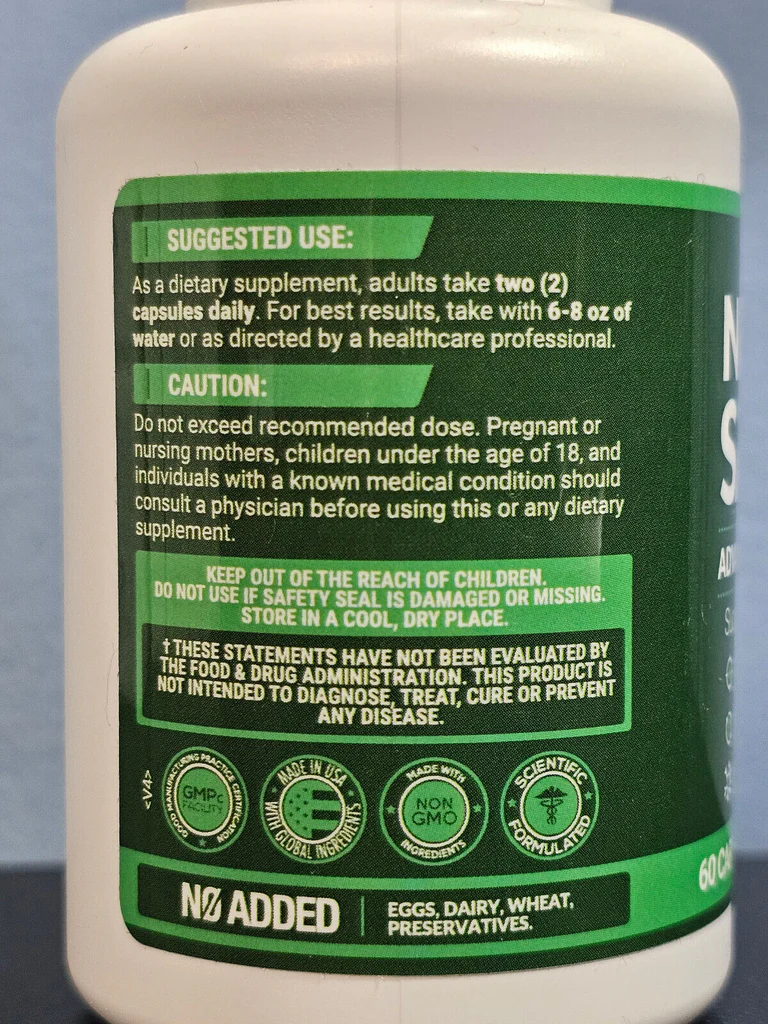 SUGGESTED USE:
As a dietary supplement, adults take two (2)
capsules daily. For best results, take with 6-8 oz of
water or as directed by a healthcare professional.
CAUTION:
Do not exceed recommended dose. Pregnant or
nursing mothers, children under the age of 18, and
individuals with a known medical condition should
consult a physician before using this or any dietary
supplement.
KEEP OUT OF THE REACH OF CHILDREN.
DO NOT USE IF SAFETY SEAL IS DAMAGED OR MISSING.
STORE IN A COOL, DRY PLACE.
†THESE STATEMENTS HAVE NOT BEEN EVALUATED BY
THE FOOD & DRUG ADMINISTRATION. THIS PRODUCT IS
NOT INTENDED TO DIAGNOSE, TREAT, CURE OR PREVENT
ANY DISEASE.
<V4>
GOOD MANUFACTURING PRACTICE CERTIFICATION
GMPc
FACILITY
MADE IN USA
WITH GLOBAL INGREDIENTS
MADE WITH
NON
GMO
INGREDIENTS
SCIENTIFIC
FORMULATED
NO ADDED
EGGS, DAIRY, WHEAT,
PRESERVATIVES.
N
S
60